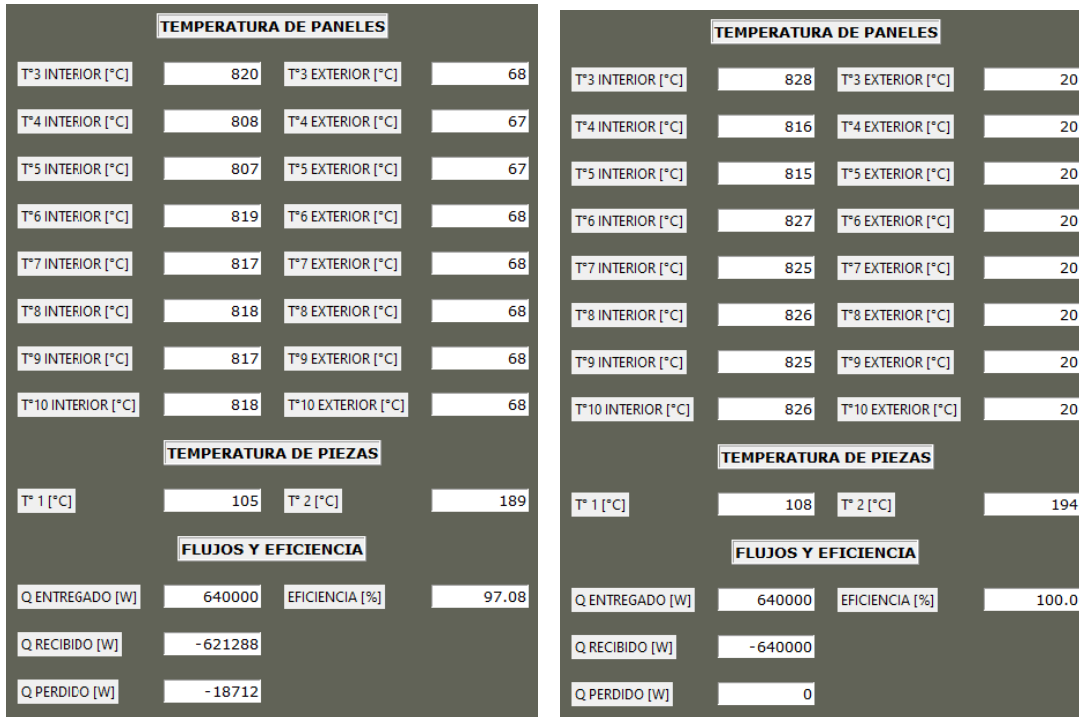 TEMPERATURA DE PANELES
T°3 INTERIOR [°C] 820 T°3 EXTERIOR [°C] 68
T°4 INTERIOR [°C] 808 T°4 EXTERIOR [°C] 67
T°5 INTERIOR [°C] 807 T°5 EXTERIOR [°C] 67
T°6 INTERIOR [°C] 819 T°6 EXTERIOR [°C] 68
T°7 INTERIOR [°C] 817 T°7 EXTERIOR [°C] 68
T°8 INTERIOR [°C] 818 T°8 EXTERIOR [°C] 68
T°9 INTERIOR [°C] 817 T°9 EXTERIOR [°C] 68
T°10 INTERIOR [°C] 818 T°10 EXTERIOR [°C] 68
TEMPERATURA DE PIEZAS
T° 1 [°C] 105 T° 2 [°C] 189
FLUJOS Y EFICIENCIA
Q ENTREGADO [W] 640000 EFICIENCIA [%] 97.08
Q RECIBIDO [W] -621288
Q PERDIDO [W] -18712
TEMPERATURA DE PANELES
T°3 INTERIOR [°C] 828 T°3 EXTERIOR [°C] 20
T°4 INTERIOR [°C] 816 T°4 EXTERIOR [°C] 20
T°5 INTERIOR [°C] 815 T°5 EXTERIOR [°C] 20
T°6 INTERIOR [°C] 827 T°6 EXTERIOR [°C] 20
T°7 INTERIOR [°C] 825 T°7 EXTERIOR [°C] 20
T°8 INTERIOR [°C] 826 T°8 EXTERIOR [°C] 20
T°9 INTERIOR [°C] 825 T°9 EXTERIOR [°C] 20
T°10 INTERIOR [°C] 826 T°10 EXTERIOR [°C] 20
TEMPERATURA DE PIEZAS
T° 1 [°C] 108 T° 2 [°C] 194
FLUJOS Y EFICIENCIA
Q ENTREGADO [W] 640000 EFICIENCIA [%] 100.0
Q RECIBIDO [W] -640000
Q PERDIDO [W] 0